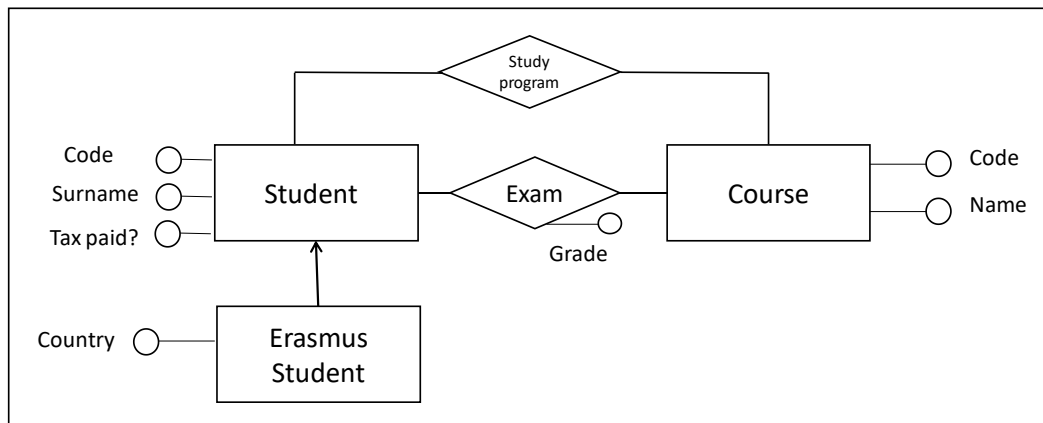 Study
program
Code
Surname
Tax paid?
Student
Exam
Grade
Course
Code
Name
Country
Erasmus
Student